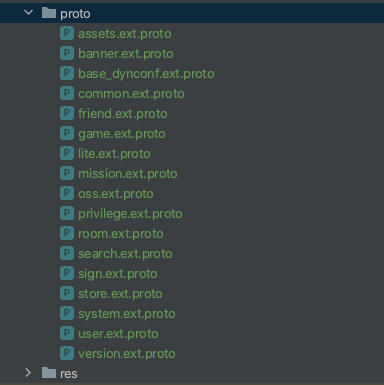 proto
P assets.ext.proto
P banner.ext.proto
P base_dynconf.ext.proto
P common.ext.proto
P friend.ext.proto
P game.ext.proto
P lite.ext.proto
P mission.ext.proto
P oss.ext.proto
P privilege.ext.proto
P room.ext.proto
P search.ext.proto
P sign.ext.proto
P store.ext.proto
P system.ext.proto
P user.ext.proto
P version.ext.proto
res